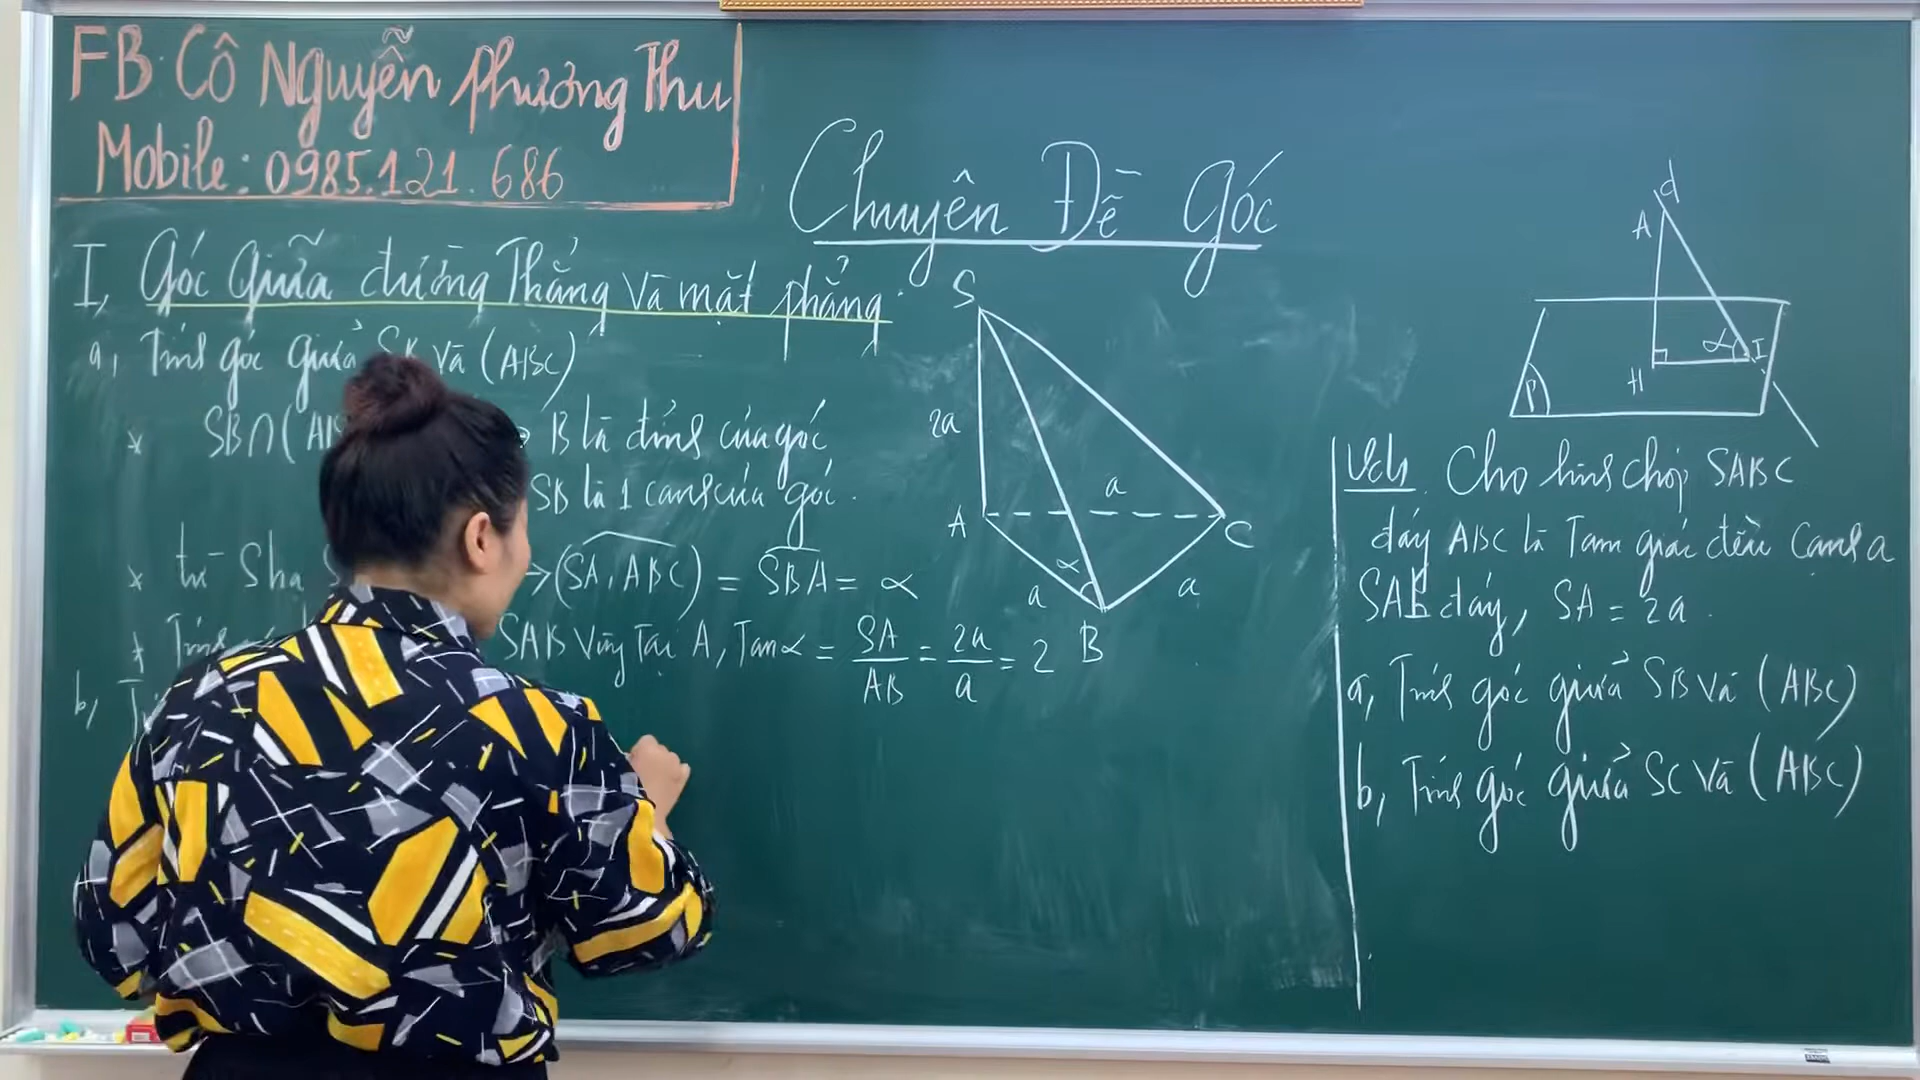 FB: Cô Nguyễn Phương Thu
Mobile: 0985.121.686
Chuyên Đề Góc
I, Góc Giữa đường Thẳng và mặt phẳng.
a, Tính góc giữa SB và (ABC)
* SB∩(AB B là đỉnh của góc
SB là 1 cạnh của góc.
* từ S hạ (SA, ABC) = SBA = α
* Tính SAB vuông Tại A, Tanα = SA/AB = 2a/a = 2
b,
S
2a
A
a
C
α
a
a
B
d
A
α
I
H
P
Vdụ. Cho hình chóp SABC
đáy ABC là Tam giác đều cạnh a
SA⊥ đáy, SA = 2a.
a, Tính góc giữa SB và (ABC)
b, Tính góc giữa SC và (ABC)